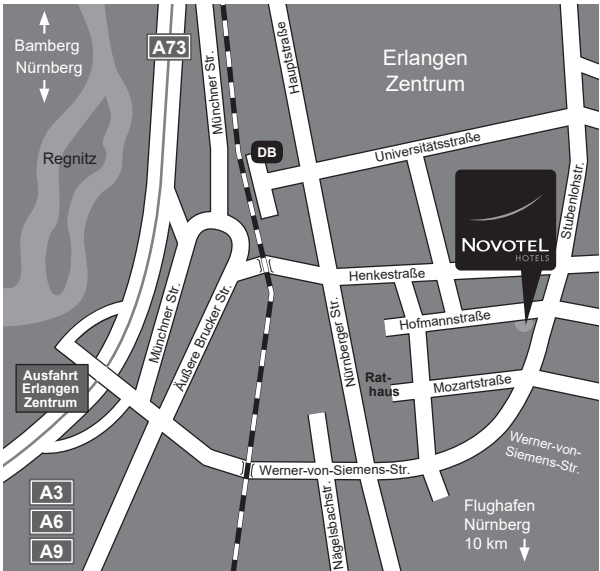 Bamberg
Nürnberg
A73
Münchner Str.
Hauptstraße
Erlangen
Zentrum
Regnitz
DB
Universitätsstraße
Stubenlohstr.
NOVOTEL
HOTELS
Henkestraße
Münchner Str.
Äußere Brucker Str.
Nürnberger Str.
Hofmannstraße
Rat-
haus
Mozartstraße
Ausfahrt
Erlangen
Zentrum
Werner-von-Siemens-Str.
Werner-von-
Siemens-Str.
Nägelsbachstr.
A3
A6
A9
Flughafen
Nürnberg
10 km